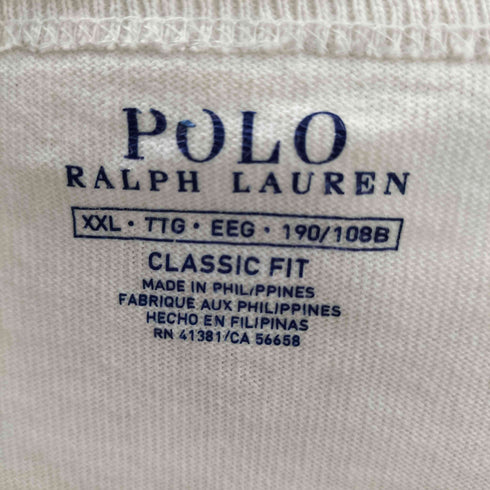 POLO
RALPH LAUREN
XXL · TTG · EEG · 190/108B
CLASSIC FIT
MADE IN PHILIPPINES
FABRIQUE AUX PHILIPPINES
HECHO EN FILIPINAS
RN 41381/CA 56658